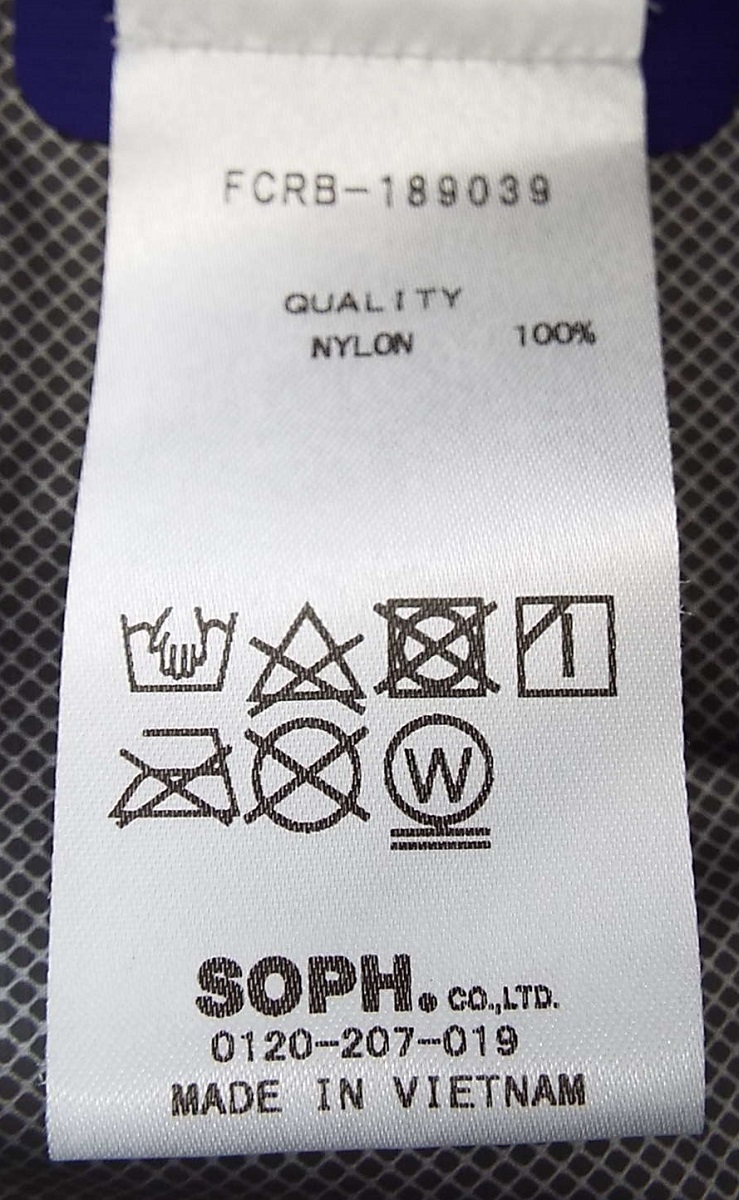 FCRB-189039
QUALITY
NYLON 100%
W
SOPH. CO.,LTD.
0120-207-019
MADE IN VIETNAM